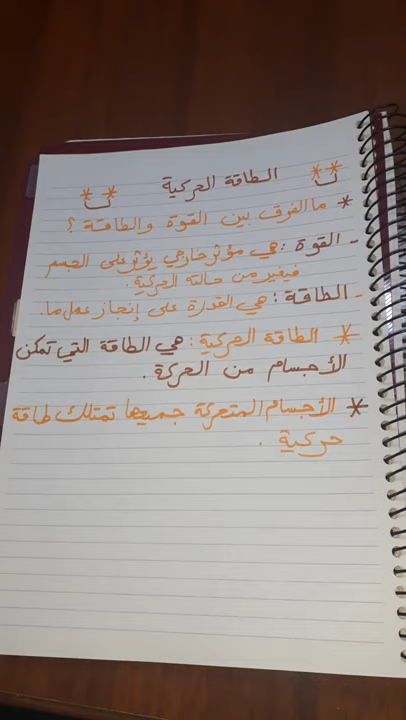 الطاقة الحركية
* ما الفرق بين القوة والطاقة ؟
- القوة : هي مؤثر خارجي يؤثر على الجسم
فيغير من حالته الحركية.
- الطاقة : هي القدرة على إنجاز عمل ما.
* الطاقة الحركية : هي الطاقة التي تمكن
الأجسام من الحركة .
* الأجسام المتحركة جميعها تمتلك طاقة
حركية .